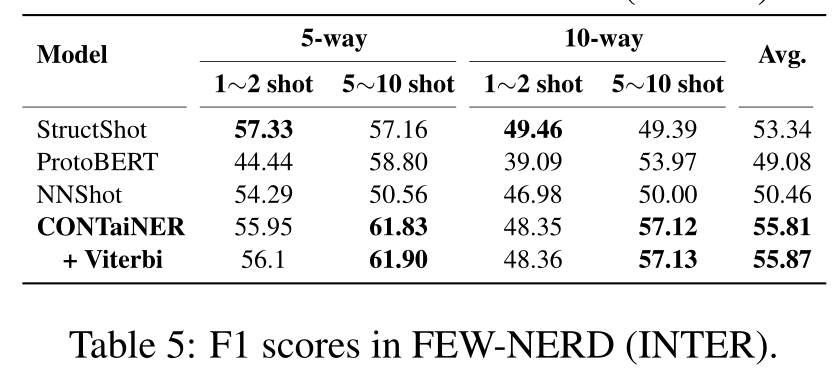 5-way 10-way
Model Avg.
1∼2 shot 5∼10 shot 1∼2 shot 5∼10 shot
StructShot 57.33 57.16 49.46 49.39 53.34
ProtoBERT 44.44 58.80 39.09 53.97 49.08
NNShot 54.29 50.56 46.98 50.00 50.46
CONTaiNER 55.95 61.83 48.35 57.12 55.81
+ Viterbi 56.1 61.90 48.36 57.13 55.87
Table 5: F1 scores in FEW-NERD (INTER).